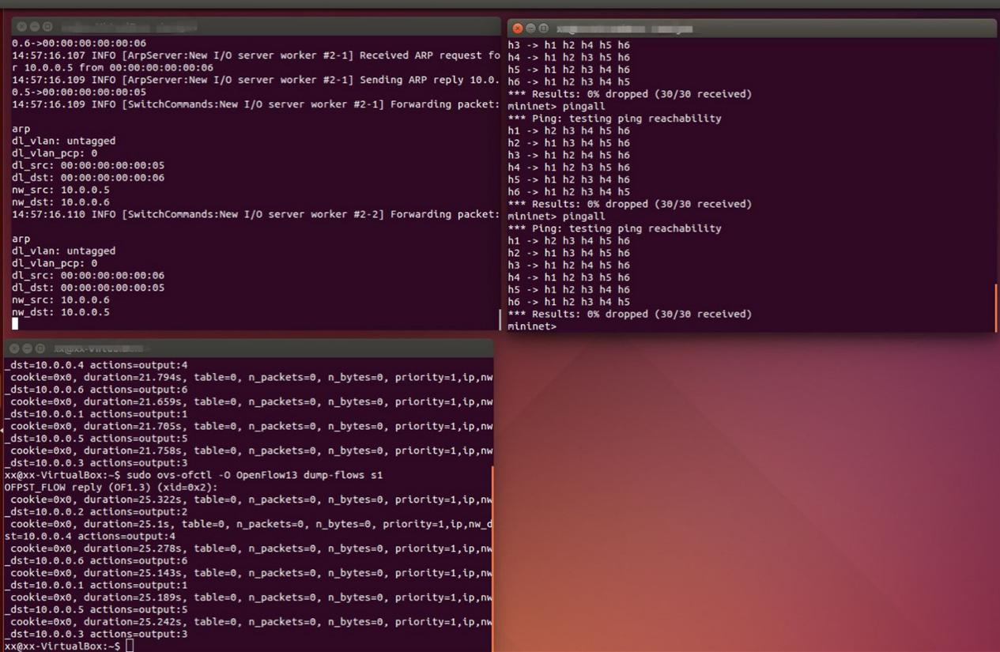 0.6->00:00:00:00:00:06
14:57:16.107 INFO [ArpServer:New I/O server worker #2-1] Received ARP request fo
r 10.0.0.5 from 00:00:00:00:00:06
14:57:16.109 INFO [ArpServer:New I/O server worker #2-1] Sending ARP reply 10.0.
0.5->00:00:00:00:00:05
14:57:16.109 INFO [SwitchCommands:New I/O server worker #2-1] Forwarding packet:
arp
dl_vlan: untagged
dl_vlan_pcp: 0
dl_src: 00:00:00:00:00:05
dl_dst: 00:00:00:00:00:06
nw_src: 10.0.0.5
nw_dst: 10.0.0.6
14:57:16.110 INFO [SwitchCommands:New I/O server worker #2-2] Forwarding packet:
arp
dl_vlan: untagged
dl_vlan_pcp: 0
dl_src: 00:00:00:00:00:06
dl_dst: 00:00:00:00:00:05
nw_src: 10.0.0.6
nw_dst: 10.0.0.5
h3 -> h1 h2 h4 h5 h6
h4 -> h1 h2 h3 h5 h6
h5 -> h1 h2 h3 h4 h6
h6 -> h1 h2 h3 h4 h5
*** Results: 0% dropped (30/30 received)
mininet> pingall
*** Ping: testing ping reachability
h1 -> h2 h3 h4 h5 h6
h2 -> h1 h3 h4 h5 h6
h3 -> h1 h2 h4 h5 h6
h4 -> h1 h2 h3 h5 h6
h5 -> h1 h2 h3 h4 h6
h6 -> h1 h2 h3 h4 h5
*** Results: 0% dropped (30/30 received)
mininet> pingall
*** Ping: testing ping reachability
h1 -> h2 h3 h4 h5 h6
h2 -> h1 h3 h4 h5 h6
h3 -> h1 h2 h4 h5 h6
h4 -> h1 h2 h3 h5 h6
h5 -> h1 h2 h3 h4 h6
h6 -> h1 h2 h3 h4 h5
*** Results: 0% dropped (30/30 received)
mininet>
_dst=10.0.0.4 actions=output:4
cookie=0x0, duration=21.794s, table=0, n_packets=0, n_bytes=0, priority=1,ip,nw
_dst=10.0.0.6 actions=output:6
cookie=0x0, duration=21.659s, table=0, n_packets=0, n_bytes=0, priority=1,ip,nw
_dst=10.0.0.1 actions=output:1
cookie=0x0, duration=21.705s, table=0, n_packets=0, n_bytes=0, priority=1,ip,nw
_dst=10.0.0.5 actions=output:5
cookie=0x0, duration=21.758s, table=0, n_packets=0, n_bytes=0, priority=1,ip,nw
_dst=10.0.0.3 actions=output:3
xx@xx-VirtualBox:~$ sudo ovs-ofctl -O OpenFlow13 dump-flows s1
OFPST_FLOW reply (OF1.3) (xid=0x2):
cookie=0x0, duration=25.322s, table=0, n_packets=0, n_bytes=0, priority=1,ip,nw
_dst=10.0.0.2 actions=output:2
cookie=0x0, duration=25.1s, table=0, n_packets=0, n_bytes=0, priority=1,ip,nw_d
st=10.0.0.4 actions=output:4
cookie=0x0, duration=25.278s, table=0, n_packets=0, n_bytes=0, priority=1,ip,nw
_dst=10.0.0.6 actions=output:6
cookie=0x0, duration=25.143s, table=0, n_packets=0, n_bytes=0, priority=1,ip,nw
_dst=10.0.0.1 actions=output:1
cookie=0x0, duration=25.189s, table=0, n_packets=0, n_bytes=0, priority=1,ip,nw
_dst=10.0.0.5 actions=output:5
cookie=0x0, duration=25.242s, table=0, n_packets=0, n_bytes=0, priority=1,ip,nw
_dst=10.0.0.3 actions=output:3
xx@xx-VirtualBox:~$